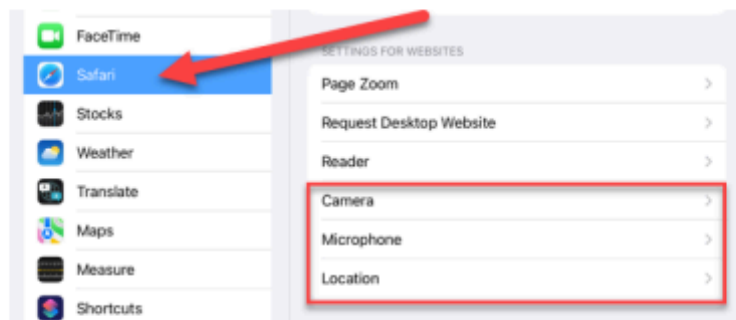 FaceTime
Safari
Stocks
Weather
Translate
Maps
Measure
Shortcuts
SETTINGS FOR WEBSITES
Page Zoom
Request Desktop Website
Reader
Camera
Microphone
Location